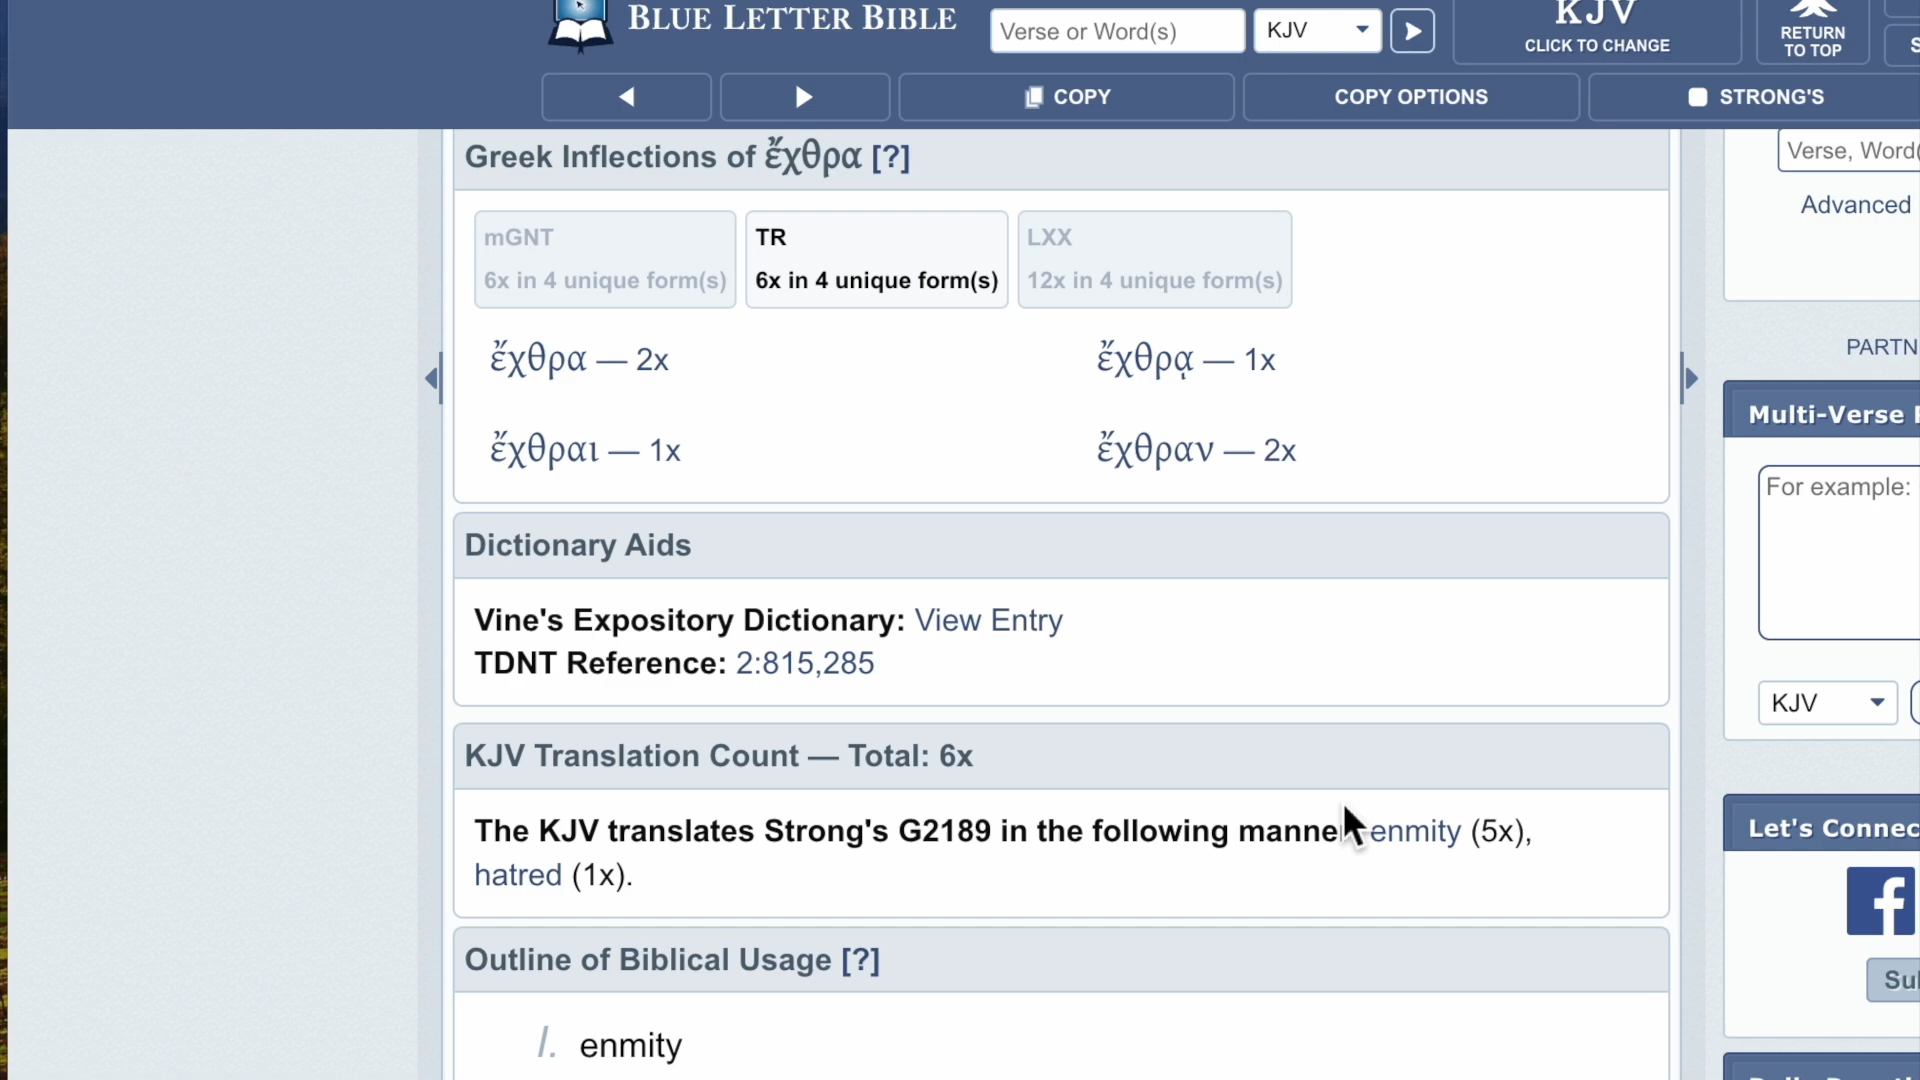 BLUE LETTER BIBLE
Verse or Word(s)
KJV
KJV
CLICK TO CHANGE
RETURN
TO TOP
COPY
COPY OPTIONS
STRONG'S
Greek Inflections of ἔχθρα [?]
mGNT
6x in 4 unique form(s)
TR
6x in 4 unique form(s)
LXX
12x in 4 unique form(s)
ἔχθρα — 2x
ἔχθρᾳ — 1x
ἔχθραι — 1x
ἔχθραν — 2x
Dictionary Aids
Vine's Expository Dictionary: View Entry
TDNT Reference: 2:815,285
KJV Translation Count — Total: 6x
The KJV translates Strong's G2189 in the following manner enmity (5x),
hatred (1x).
Outline of Biblical Usage [?]
I. enmity
Verse, Word(
Advanced
PARTN
Multi-Verse
For example:
KJV
Let's Connec